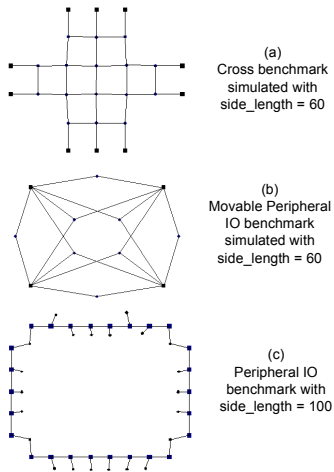 (a)
Cross benchmark
simulated with
side_length = 60
(b)
Movable Peripheral
IO benchmark
simulated with
side_length = 60
(c)
Peripheral IO
benchmark with
side_length = 100